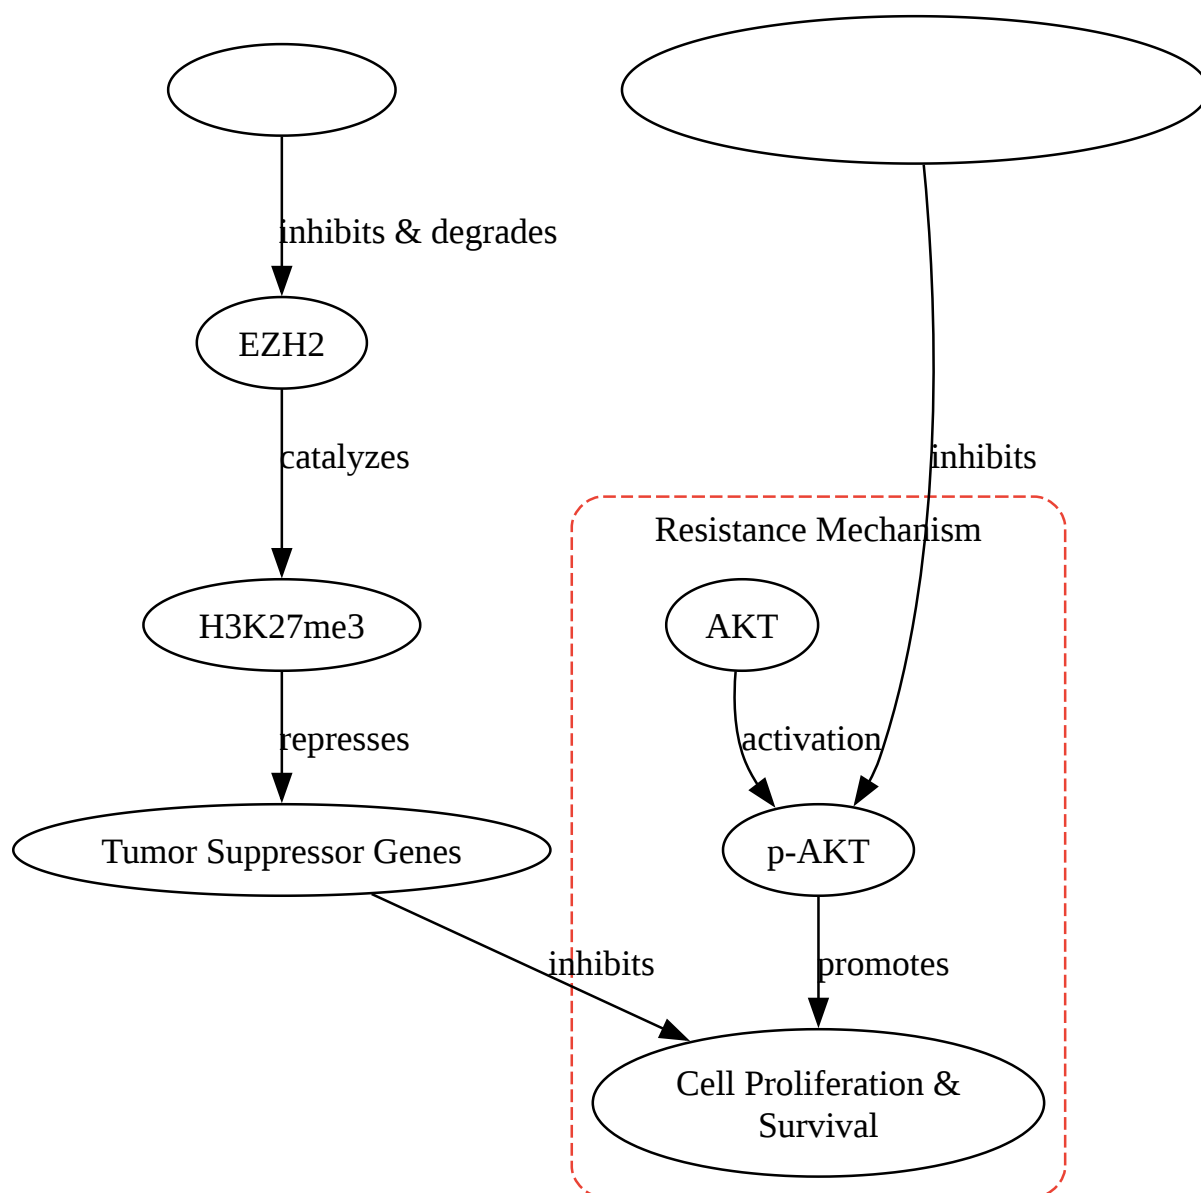 inhibits & degrades
EZH2
catalyzes
inhibits
Resistance Mechanism
H3K27me3
AKT
represses
activation
Tumor Suppressor Genes
p-AKT
inhibits
promotes
Cell Proliferation &
Survival